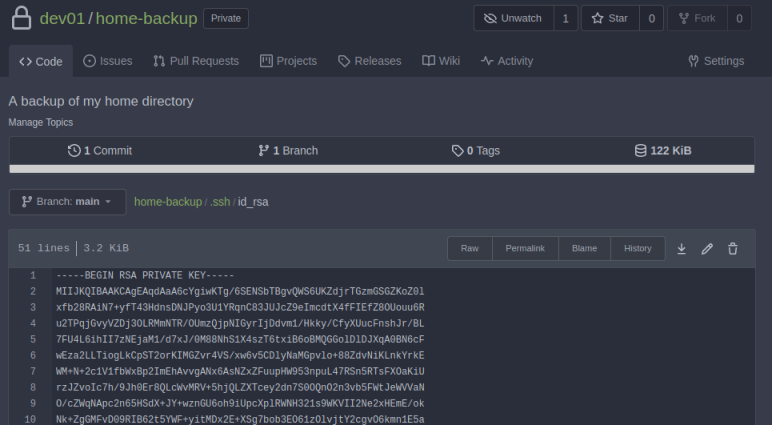 dev01 / home-backup Private
Unwatch 1 Star 0 Fork 0
Code Issues Pull Requests Projects Releases Wiki Activity Settings
A backup of my home directory
Manage Topics
1 Commit 1 Branch 0 Tags 122 KiB
Branch: main home-backup / .ssh / id_rsa
51 lines | 3.2 KiB Raw Permalink Blame History
1 -----BEGIN RSA PRIVATE KEY-----
2 MIIJKQIBAAKCAgEAqdAaA6cYgiwKTg/6SENSbTBgvQWS6UKZdjrTGzmGSGZKoZ0l
3 xfb28RAiN7+yfT43HdnsDNJPyo3U1YRqnC83JUJcZ9eImcdtX4fFIEfZ8OUouu6R
4 u2TPqjGvyVZDj3OLRMmNTR/OUmzQjpNIGyrIjDdvm1/Hkky/CfyXUucFnshJr/BL
5 7FU4L6ihII7zNEjaM1/d7xJ/0M88NhS1X4szT6txiB6oBMQGGolDlDJXqA0BN6cF
6 wEza2LLTiogLkCpST2orKIMGZvr4VS/xw6v5CDlyNaMGpvlo+88ZdvNiKLnkYrkE
7 WM+N+2c1V1fbWxBp2ImEhAvvgANx6AsNZxZFuupHW953npuL47RSn5RTsFXOaKiU
8 rzJZvoIc7h/9Jh0Er8QLcWvMRV+5hjQLZXTcey2dn7S0OQnO2n3vb5FWtJeWVVaN
9 O/cZWqNApc2n65HSdX+JY+wznGU6oh9iUpcXplRWNH321s9WKVII2Ne2xHEmE/ok
10 Nk+ZgGMFvD09RIB62t5YWF+yitMDx2E+XSg7bob3EO61zOlvjtY2cgvO6kmn1E5a